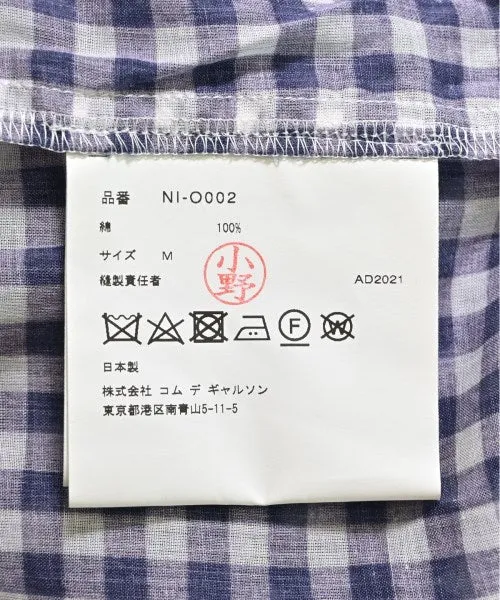 品番 NI-O002
綿 100%
サイズ M
縫製責任者 小野 AD2021
F W
日本製
株式会社 コム デ ギャルソン
東京都港区南青山5-11-5